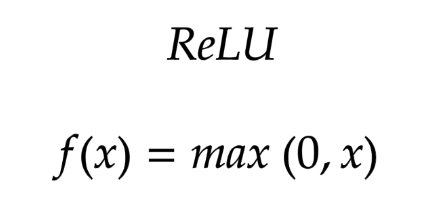 ReLU
f(x) = max (0, x)